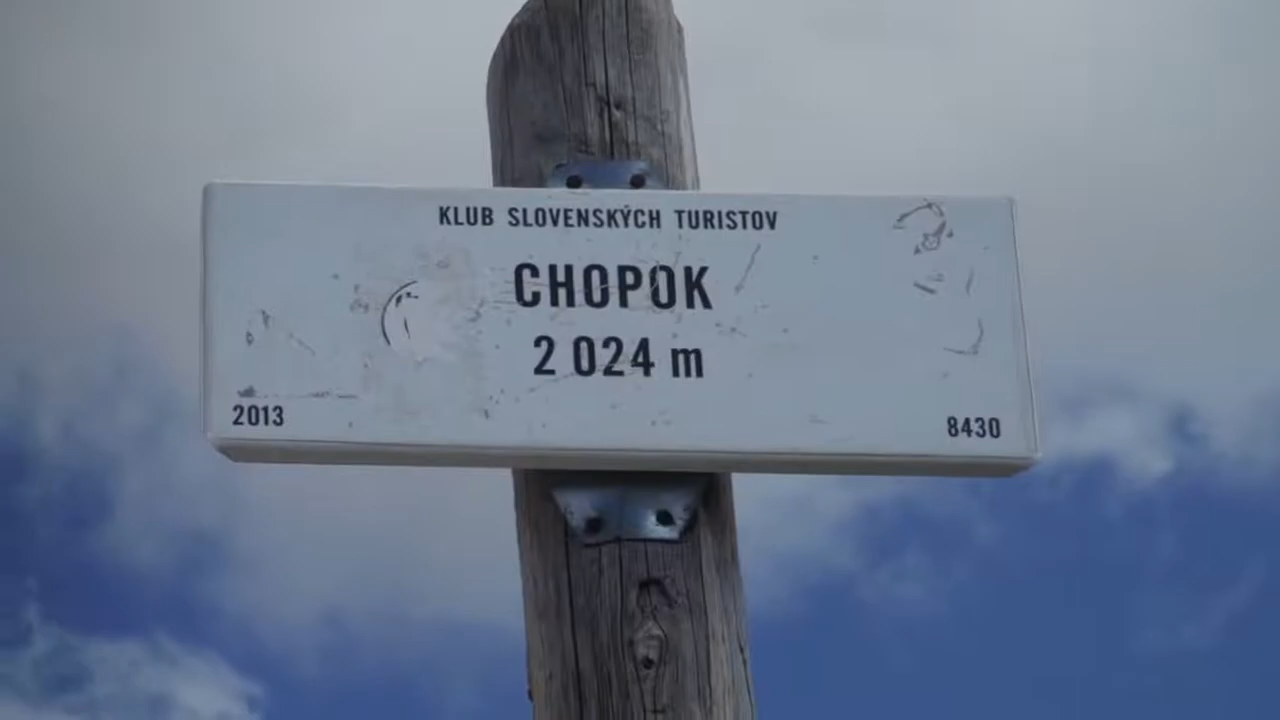 KLUB SLOVENSKÝCH TURISTOV
CHOPOK
2 024 m
2013
8430